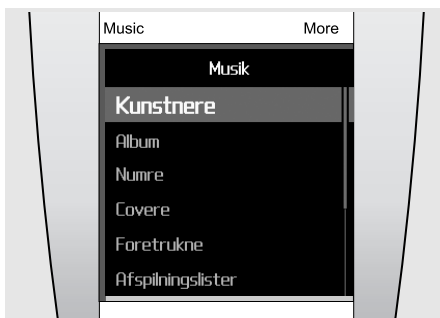 Music More
Musik
Kunstnere
Album
Numre
Covere
Foretrukne
Afspilningslister